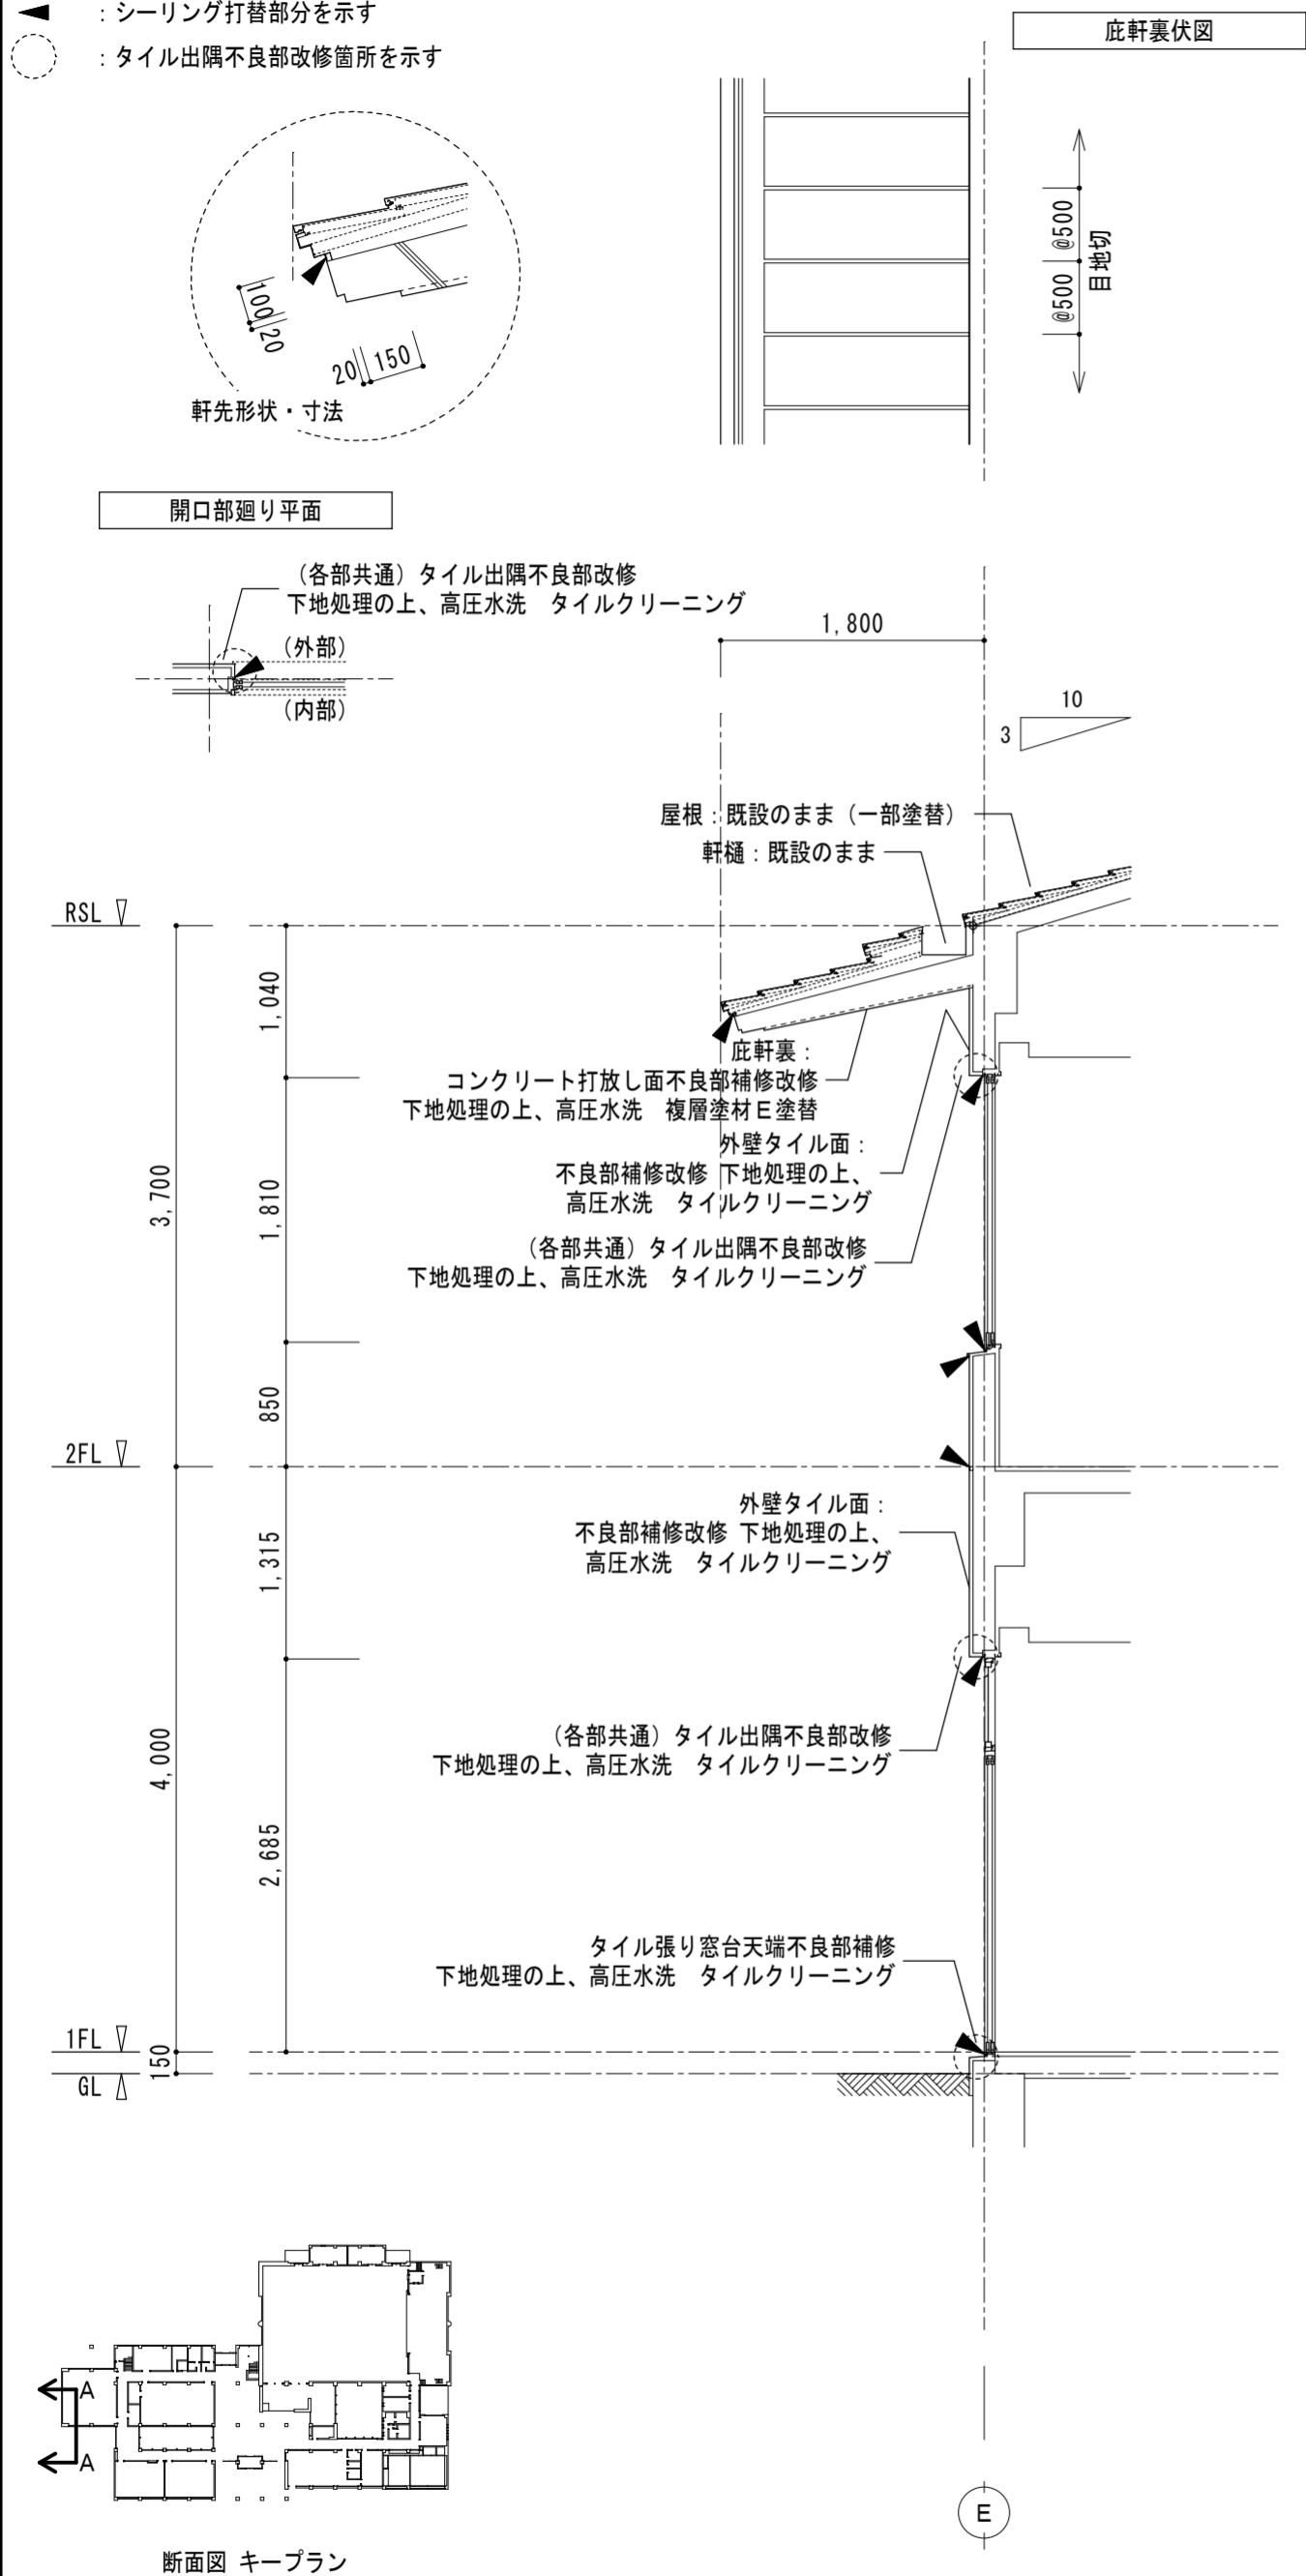 ：シーリング打替部分を示す
：タイル出隅不良部改修箇所を示す
庇軒裏伏図
@500
@500
目地切
100
20
20
150
軒先形状・寸法
開口部廻り平面
（各部共通）タイル出隅不良部改修
下地処理の上、高圧水洗　タイルクリーニング
（外部）
（内部）
1,800
10
3
屋根：既設のまま（一部塗替）
軒樋：既設のまま
RSL
1,040
庇軒裏：
コンクリート打放し面不良部補修改修
下地処理の上、高圧水洗　複層塗材Ｅ塗替
外壁タイル面：
不良部補修改修 下地処理の上、
高圧水洗　タイルクリーニング
3,700
1,810
（各部共通）タイル出隅不良部改修
下地処理の上、高圧水洗　タイルクリーニング
850
2FL
外壁タイル面：
不良部補修改修 下地処理の上、
高圧水洗　タイルクリーニング
1,315
4,000
（各部共通）タイル出隅不良部改修
下地処理の上、高圧水洗　タイルクリーニング
2,685
タイル張り窓台天端不良部補修
下地処理の上、高圧水洗　タイルクリーニング
1FL
150
GL
A
A
E
断面図 キープラン